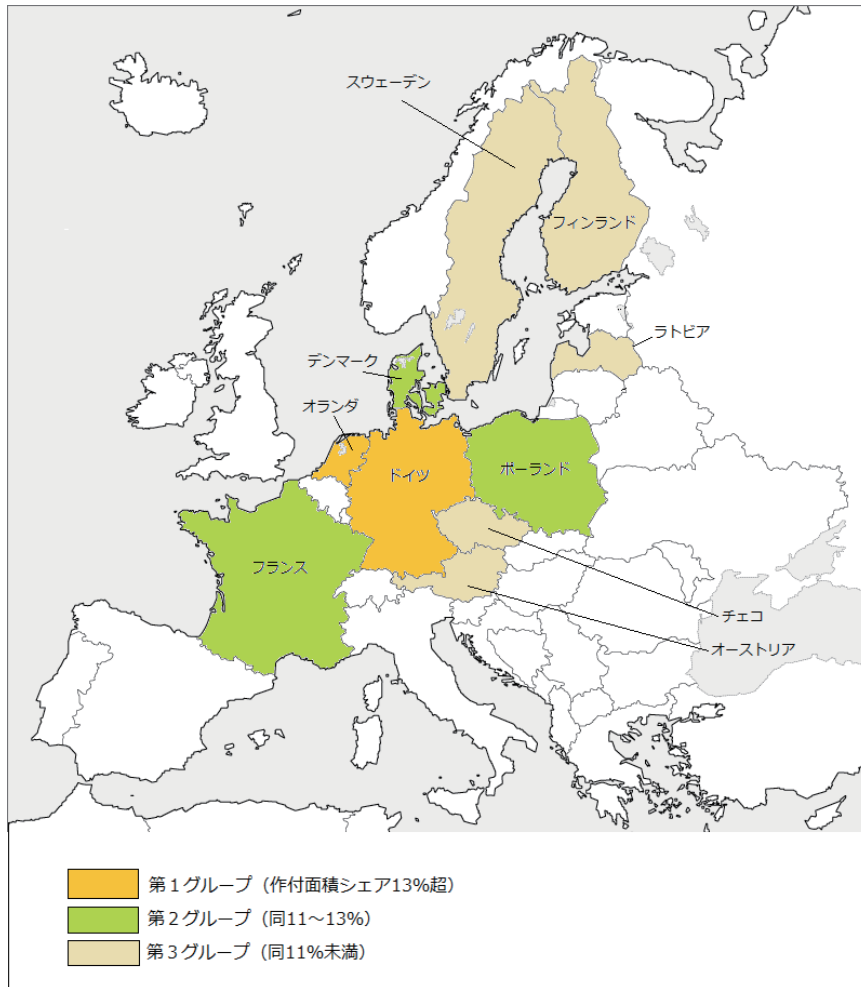 スウェーデン
フィンランド
ラトビア
デンマーク
オランダ
ドイツ
ポーランド
フランス
チェコ
オーストリア
第1グループ（作付面積シェア13%超）
第2グループ（同11～13%）
第3グループ（同11%未満）